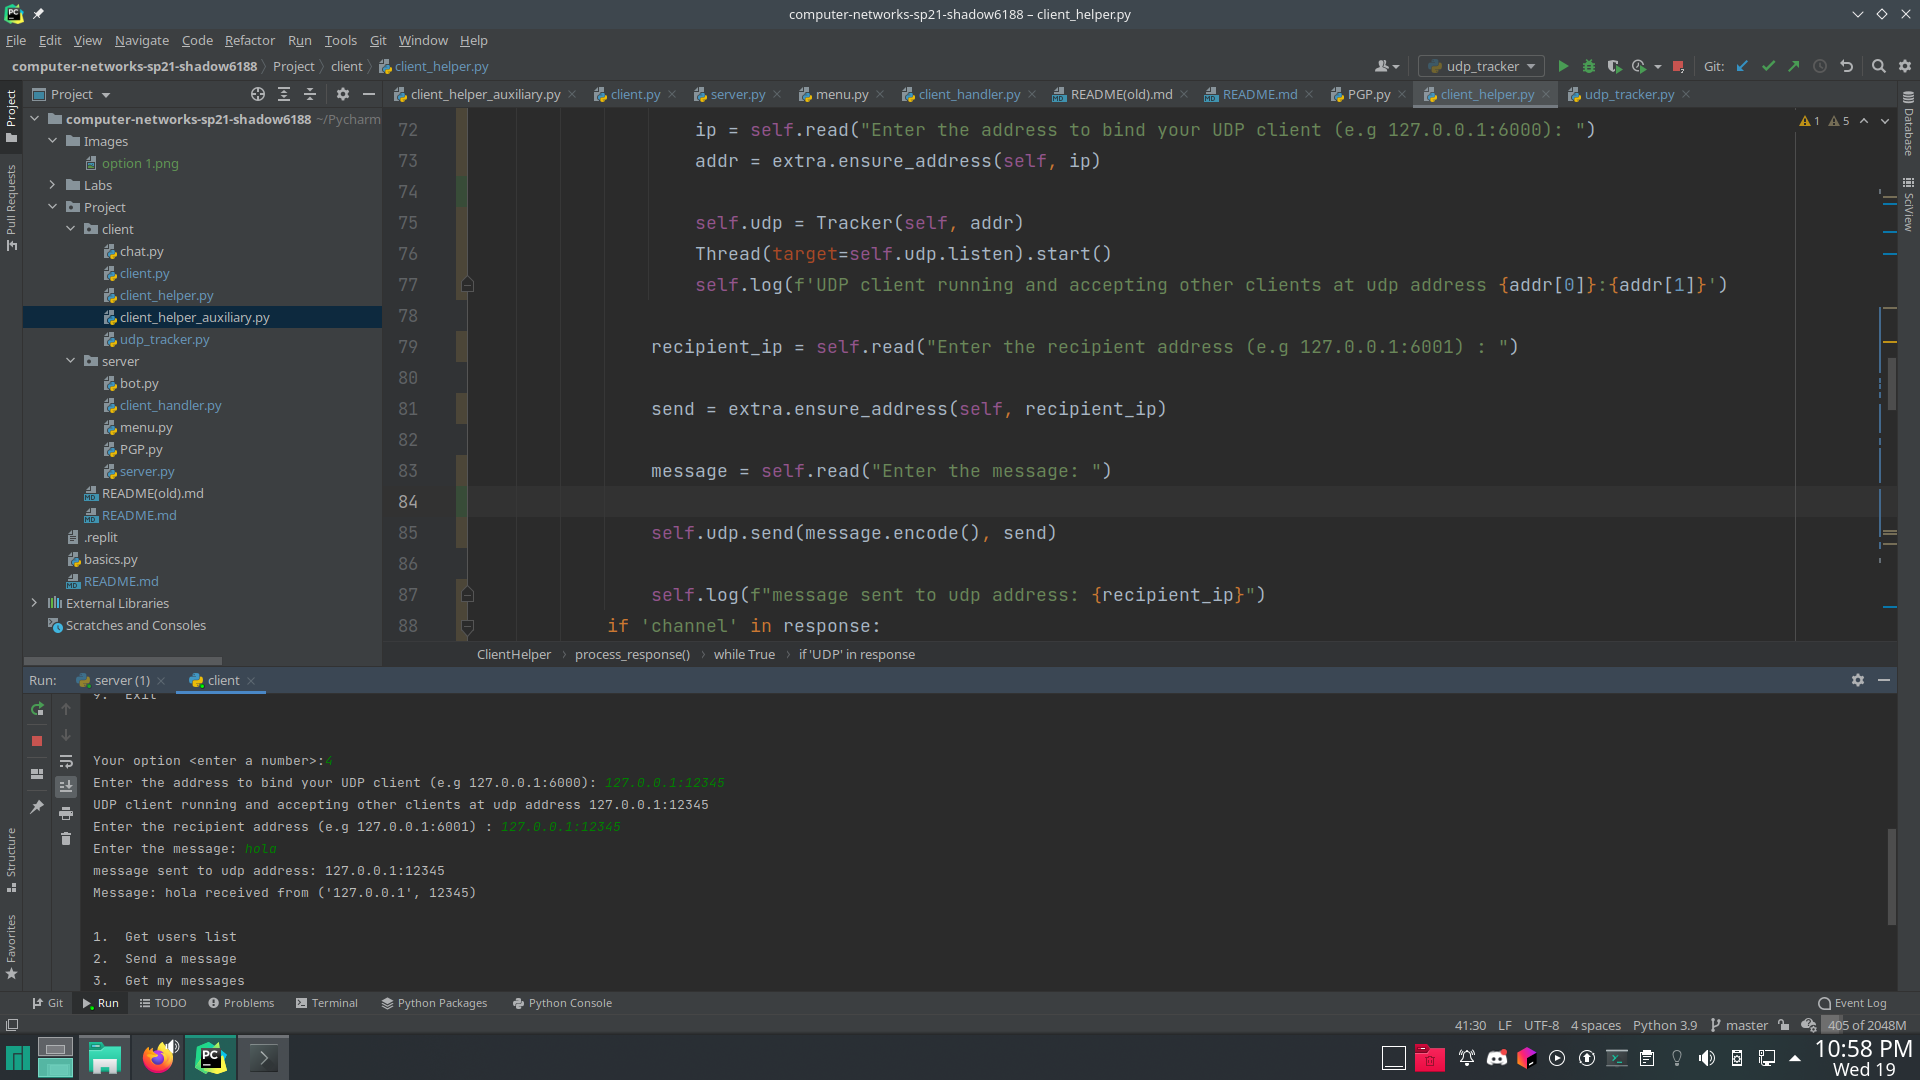 computer-networks-sp21-shadow6188 – client_helper.py
File Edit View Navigate Code Refactor Run Tools Git Window Help
computer-networks-sp21-shadow6188 Project client client_helper.py
udp_tracker Git:
Project
client_helper_auxiliary.py client.py server.py menu.py client_handler.py README(old).md README.md PGP.py client_helper.py udp_tracker.py
Project
Pull Requests
Structure
Favorites
computer-networks-sp21-shadow6188 ~/Pycharm
Images
option 1.png
Labs
Project
client
chat.py
client.py
client_helper.py
client_helper_auxiliary.py
udp_tracker.py
server
bot.py
client_handler.py
menu.py
PGP.py
server.py
README(old).md
README.md
.replit
basics.py
README.md
External Libraries
Scratches and Consoles
1 5
72 ip = self.read("Enter the address to bind your UDP client (e.g 127.0.0.1:6000): ")
73 addr = extra.ensure_address(self, ip)
74
75 self.udp = Tracker(self, addr)
76 Thread(target=self.udp.listen).start()
77 self.log(f'UDP client running and accepting other clients at udp address {addr[0]}:{addr[1]}')
78
79 recipient_ip = self.read("Enter the recipient address (e.g 127.0.0.1:6001) : ")
80
81 send = extra.ensure_address(self, recipient_ip)
82
83 message = self.read("Enter the message: ")
84
85 self.udp.send(message.encode(), send)
86
87 self.log(f"message sent to udp address: {recipient_ip}")
88 if 'channel' in response:
ClientHelper process_response() while True if 'UDP' in response
Database
SciView
Run: server (1) client
9. Exit
Your option <enter a number>:4
Enter the address to bind your UDP client (e.g 127.0.0.1:6000): 127.0.0.1:12345
UDP client running and accepting other clients at udp address 127.0.0.1:12345
Enter the recipient address (e.g 127.0.0.1:6001) : 127.0.0.1:12345
Enter the message: hola
message sent to udp address: 127.0.0.1:12345
Message: hola received from ('127.0.0.1', 12345)
1. Get users list
2. Send a message
3. Get my messages
Git Run TODO Problems Terminal Python Packages Python Console Event Log
41:30 LF UTF-8 4 spaces Python 3.9 master 405 of 2048M
10:58 PM
Wed 19